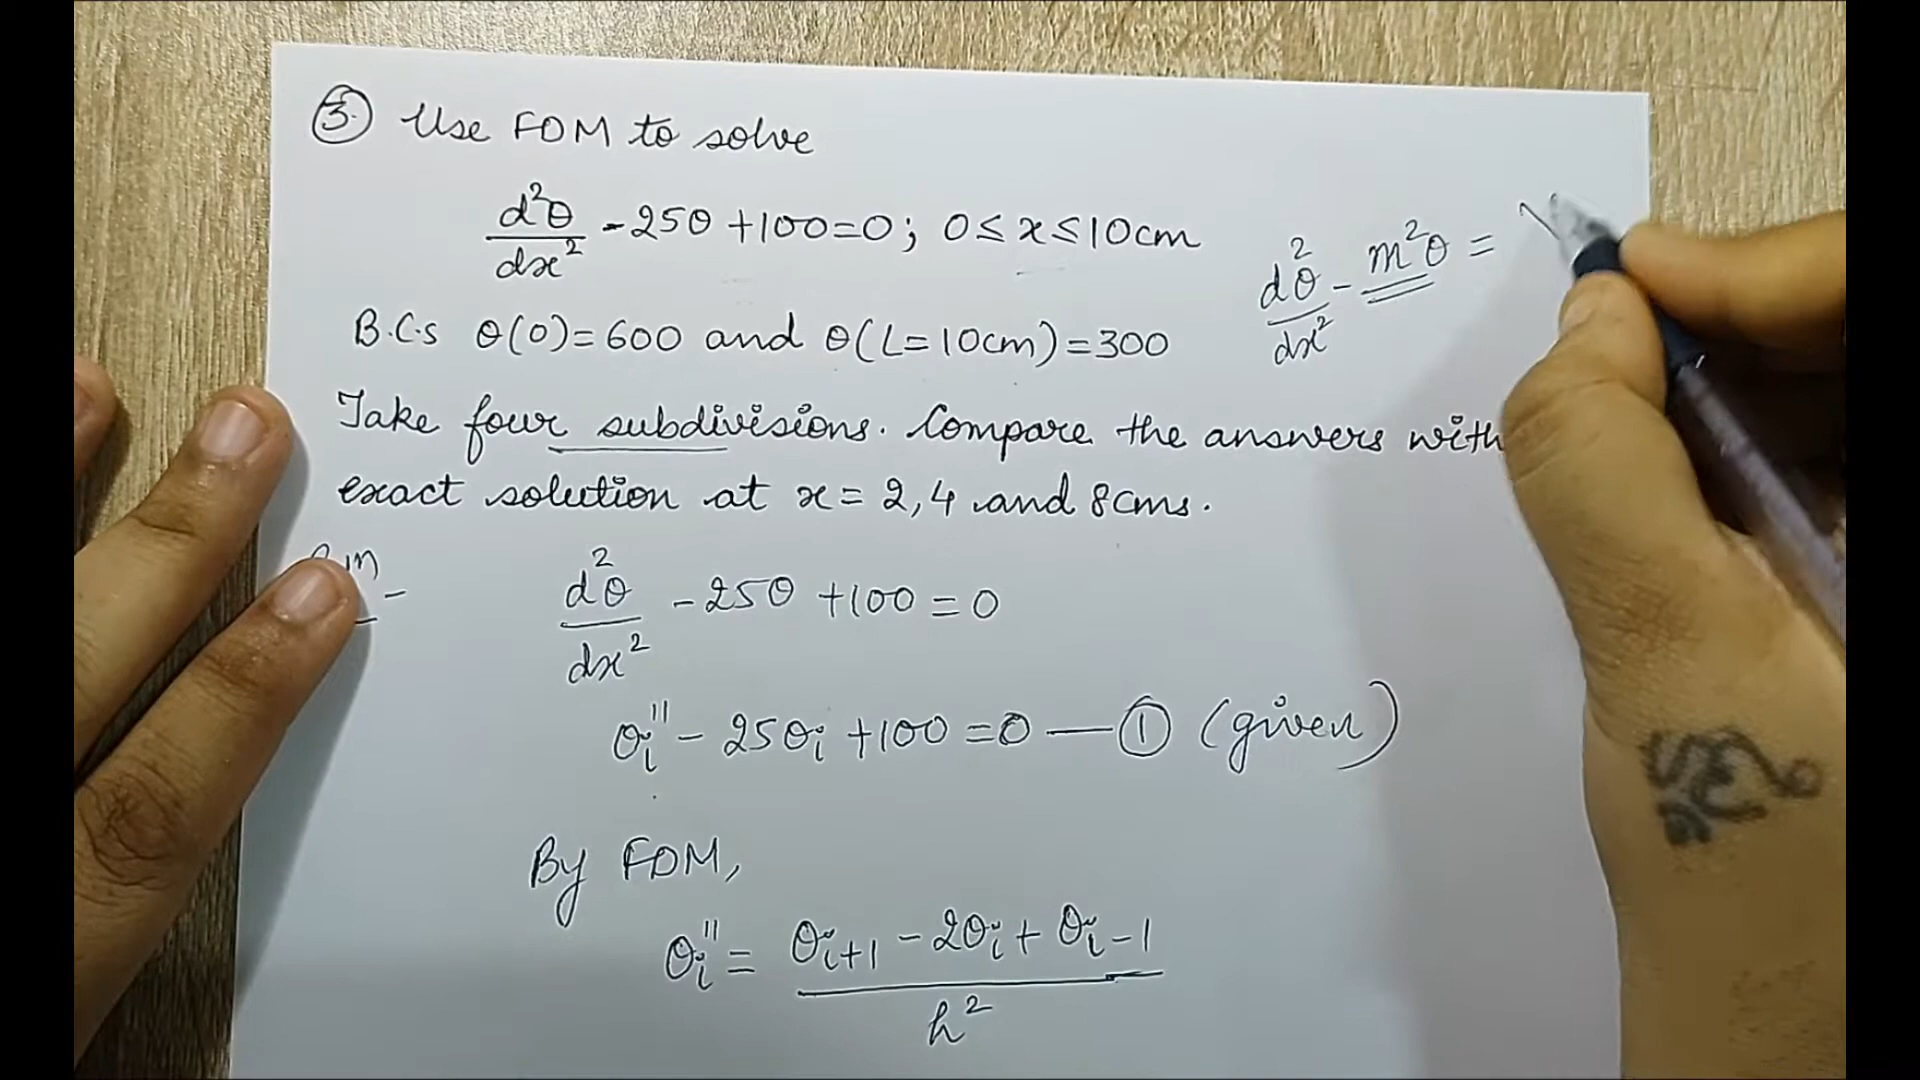 ③ Use FDM to solve
d²θ/dx² - 25θ + 100 = 0 ; 0 ≤ x ≤ 10cm
d²θ/dx² - m²θ =
B.C.s θ(0) = 600 and θ(L = 10cm) = 300
Take four subdivisions. Compare the answers with
exact solution at x = 2, 4 and 8cms.
d²θ/dx² - 25θ + 100 = 0
θᵢ'' - 25θᵢ + 100 = 0 — ① (given)
By FDM,
θᵢ'' = θᵢ₊₁ - 2θᵢ + θᵢ₋₁ / h²